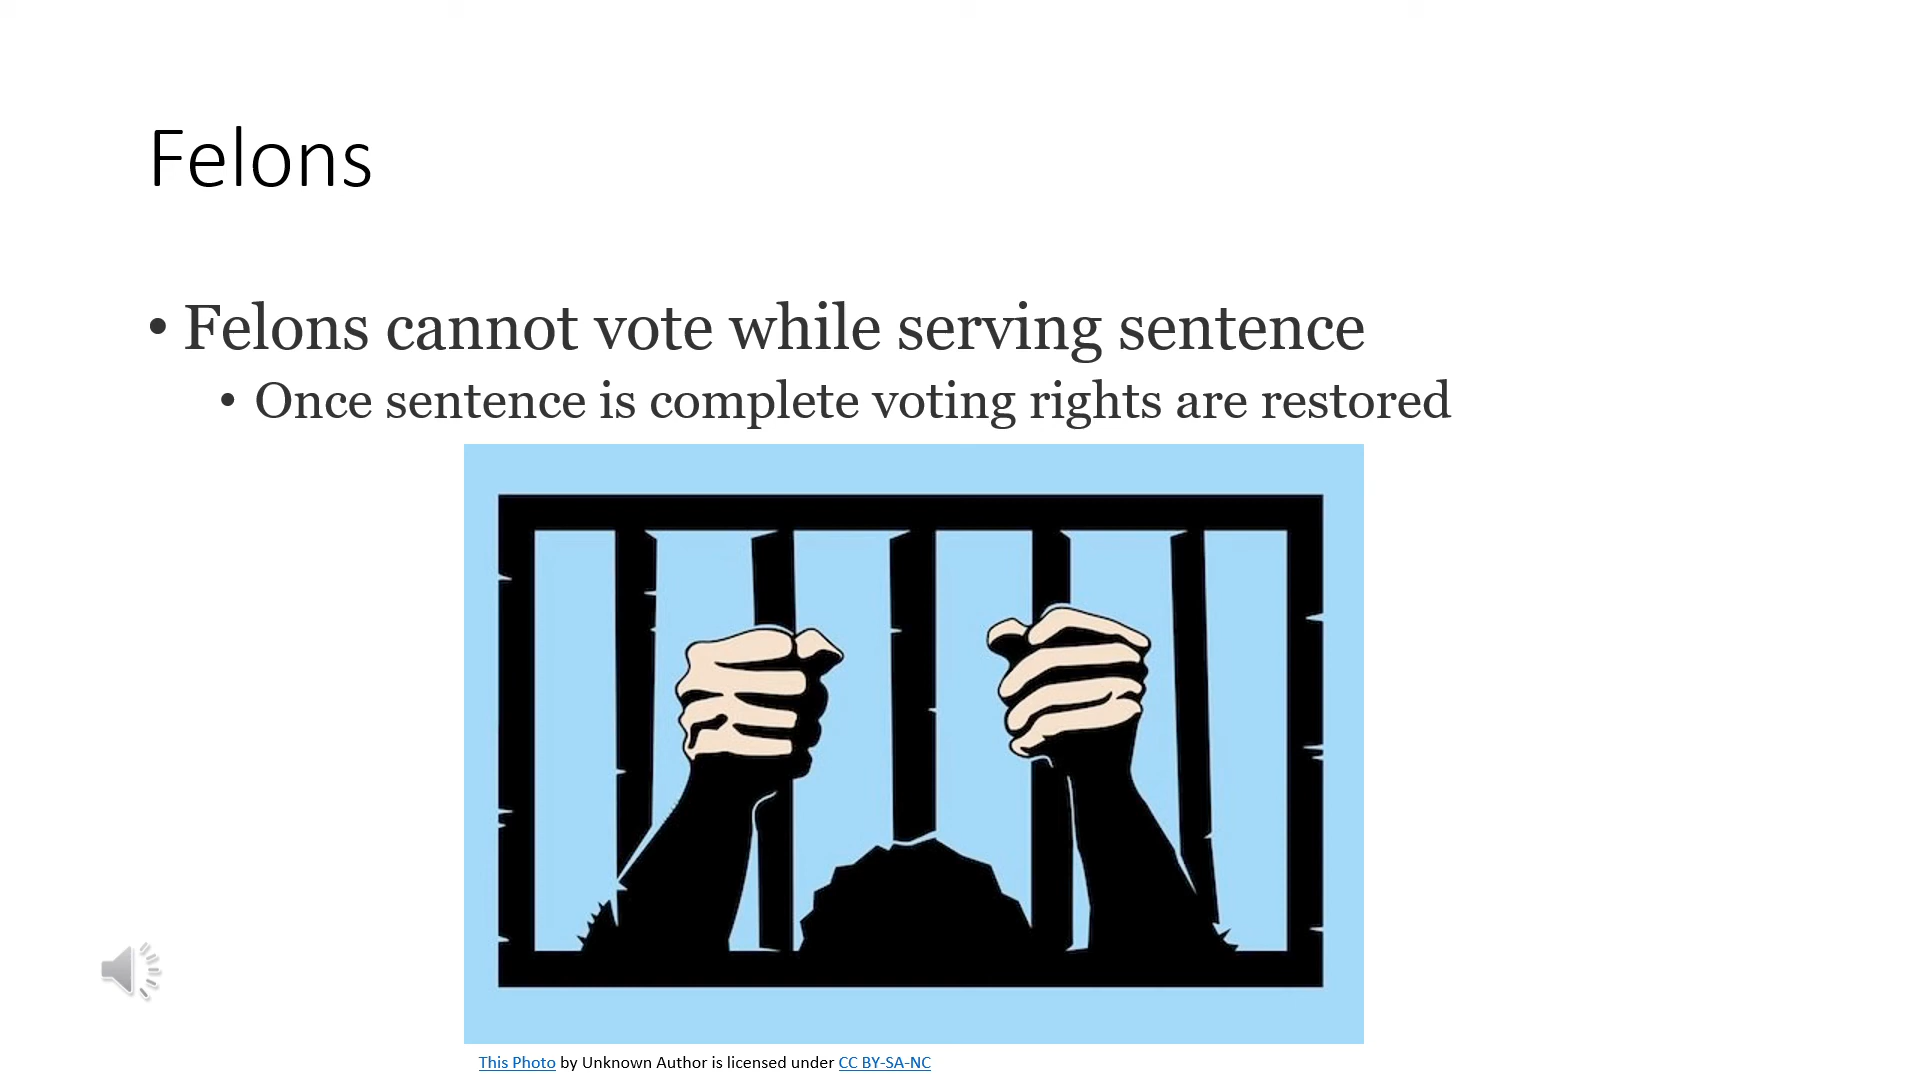 Felons
• Felons cannot vote while serving sentence
• Once sentence is complete voting rights are restored
This Photo by Unknown Author is licensed under CC BY-SA-NC